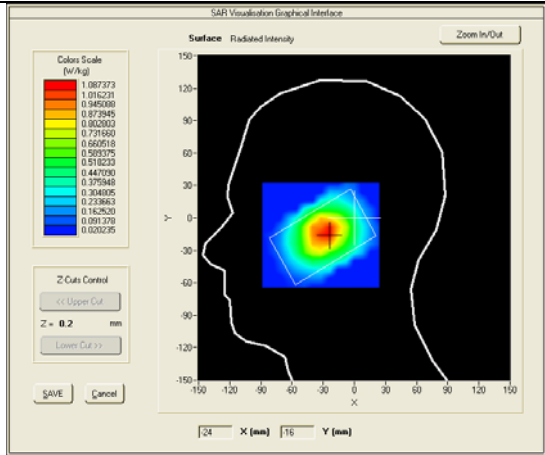 SAR Visualisation Graphical Interface
Surface Radiated Intensity
Zoom In/Out
Colors Scale
(W/kg)
1.087373
1.016231
0.945088
0.873945
0.802803
0.731660
0.660518
0.589375
0.518233
0.447090
0.375948
0.304805
0.233663
0.162520
0.091378
0.020235
Z-Cuts Control
<< Upper Cut
Z = 0.2 mm
Lower Cut >>
SAVE Cancel
150
120
90
60
30
0
-30
-60
-90
-120
-150
Y
-150 -120 -90 -60 -30 0 30 60 90 120 150
X
-24 X (mm) -16 Y (mm)